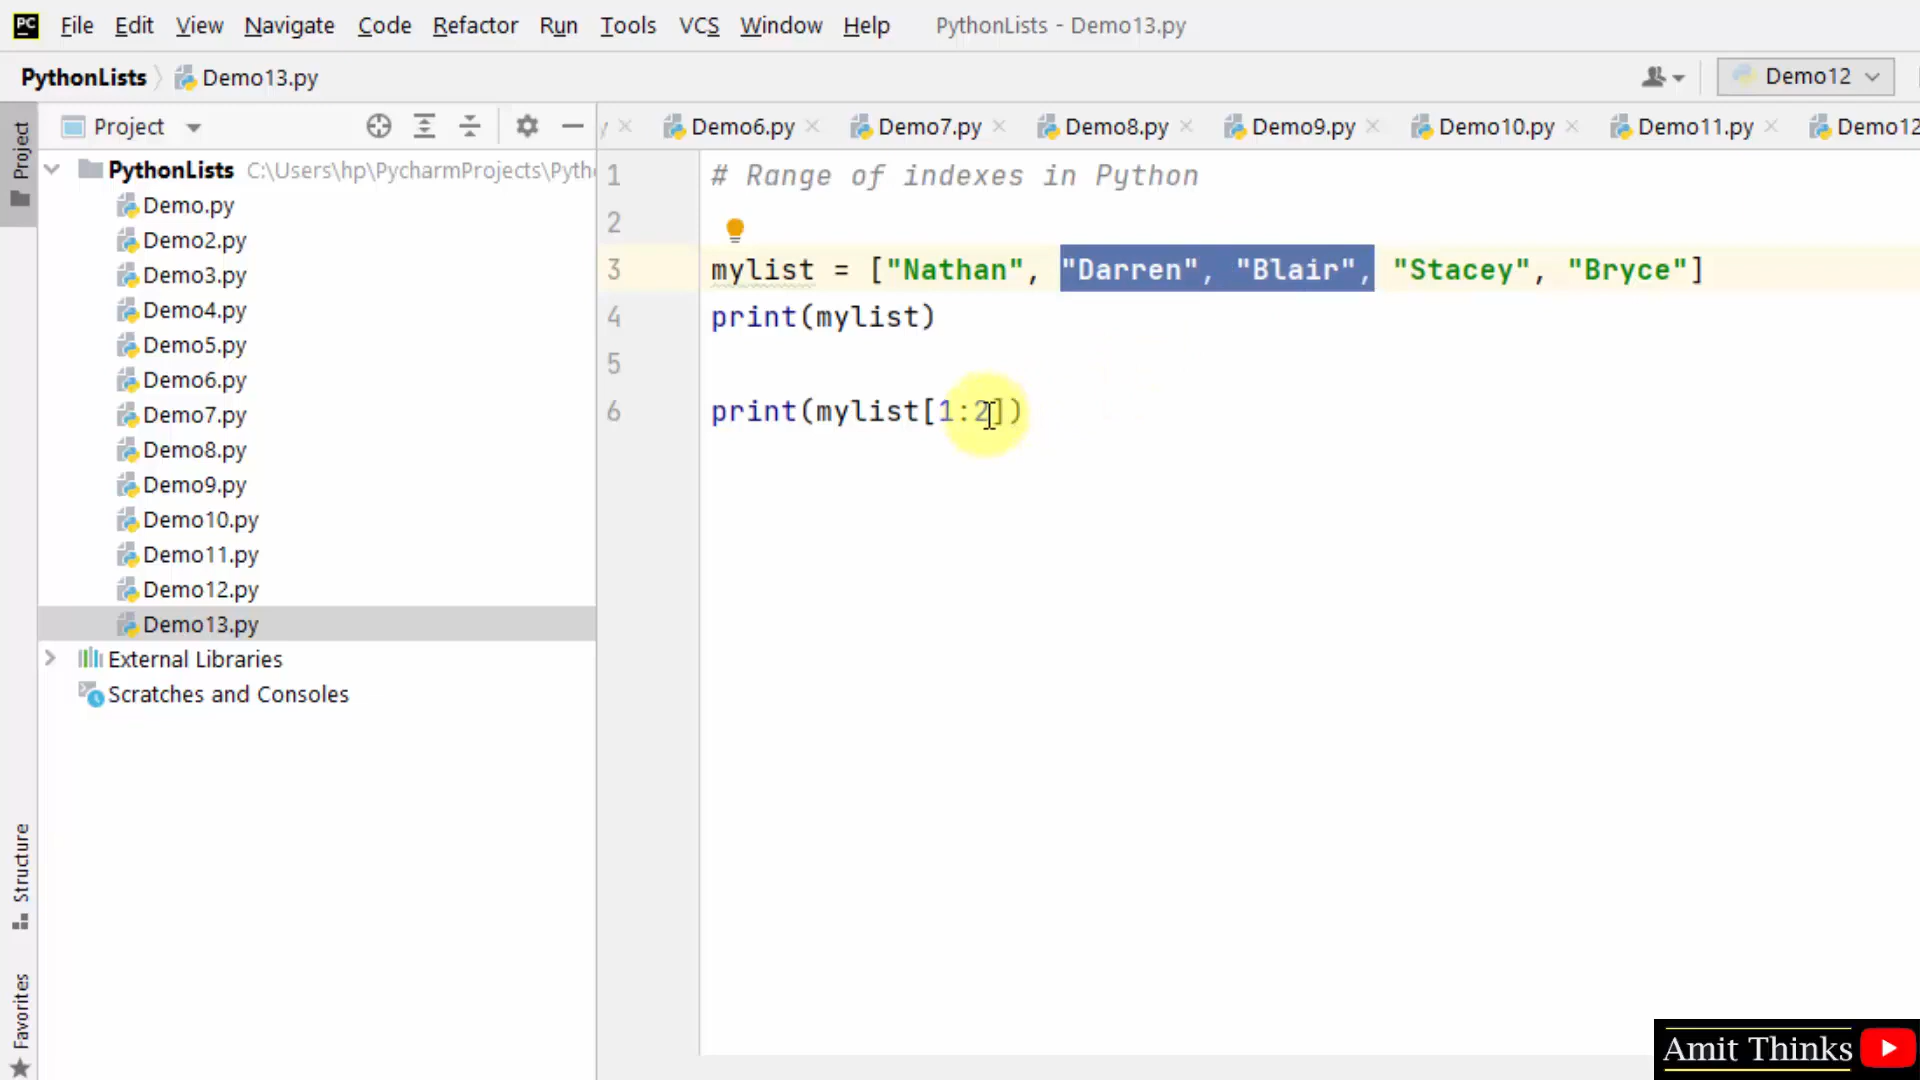 PC File Edit View Navigate Code Refactor Run Tools VCS Window Help PythonLists - Demo13.py
PythonLists Demo13.py Demo12
Project Demo6.py Demo7.py Demo8.py Demo9.py Demo10.py Demo11.py Demo12
Project
PythonLists C:\Users\hp\PycharmProjects\Pyth
Demo.py
Demo2.py
Demo3.py
Demo4.py
Demo5.py
Demo6.py
Demo7.py
Demo8.py
Demo9.py
Demo10.py
Demo11.py
Demo12.py
Demo13.py
External Libraries
Scratches and Consoles
Structure
Favorites
1 # Range of indexes in Python
2
3 mylist = ["Nathan", "Darren", "Blair", "Stacey", "Bryce"]
4 print(mylist)
5
6 print(mylist[1:2])
Amit Thinks